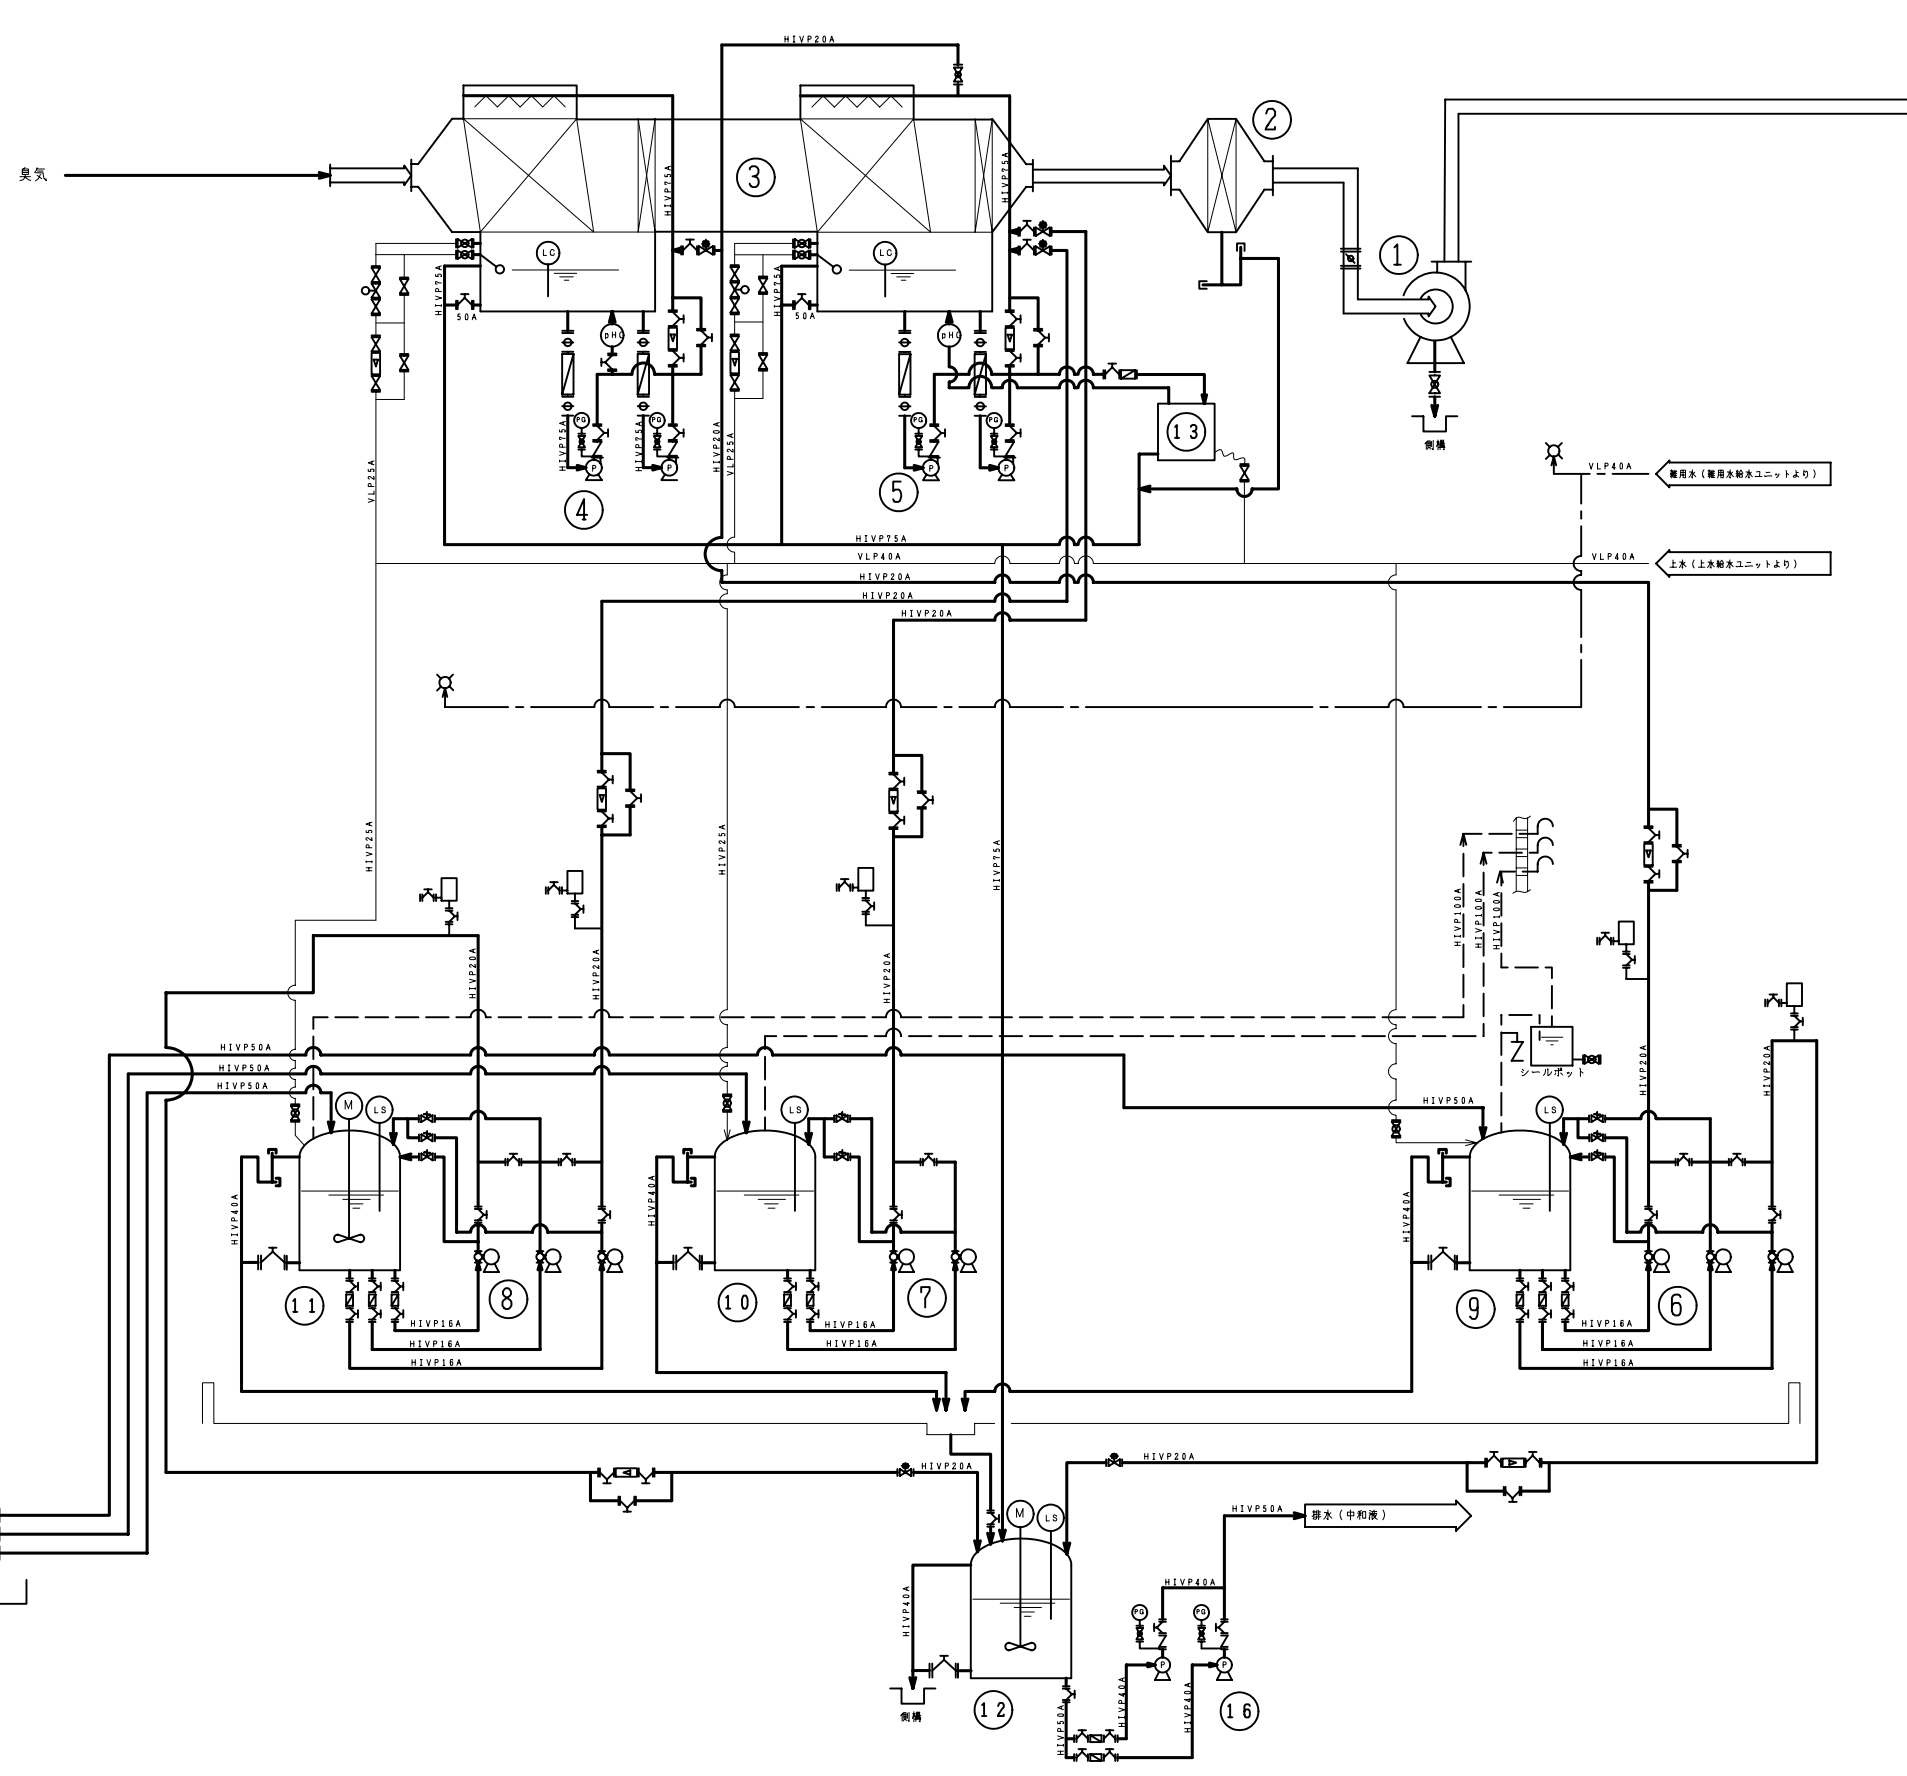 HIVP20A
2
臭気
3
HIVP75A
HIVP75A
1
LC
LC
HIVP75A
HIVP75A
50A
50A
pHC
pHC
PG
PG
PG
PG
13
側構
HIVP75A
HIVP75A
HIVP20A
VLP25A
VLP25A
P
P
P
P
VLP40A
雑用水（雑用水給水ユニットより）
4
5
HIVP75A
VLP40A
VLP40A
上水（上水給水ユニットより）
HIVP20A
HIVP20A
HIVP20A
HIVP25A
HIVP25A
HIVP75A
HIVP100A
HIVP100A
HIVP100A
HIVP20A
HIVP20A
HIVP20A
HIVP50A
HIVP50A
HIVP50A
HIVP20A
HIVP20A
シールポット
HIVP50A
M
LS
LS
LS
HIVP40A
HIVP40A
HIVP40A
11
8
10
7
9
6
HIVP16A
HIVP16A
HIVP16A
HIVP16A
HIVP16A
HIVP16A
HIVP16A
HIVP16A
HIVP20A
HIVP20A
HIVP50A
排水（中和液）
M
LS
HIVP40A
HIVP40A
PG
PG
P
P
HIVP40A
HIVP40A
HIVP50A
側構
12
16